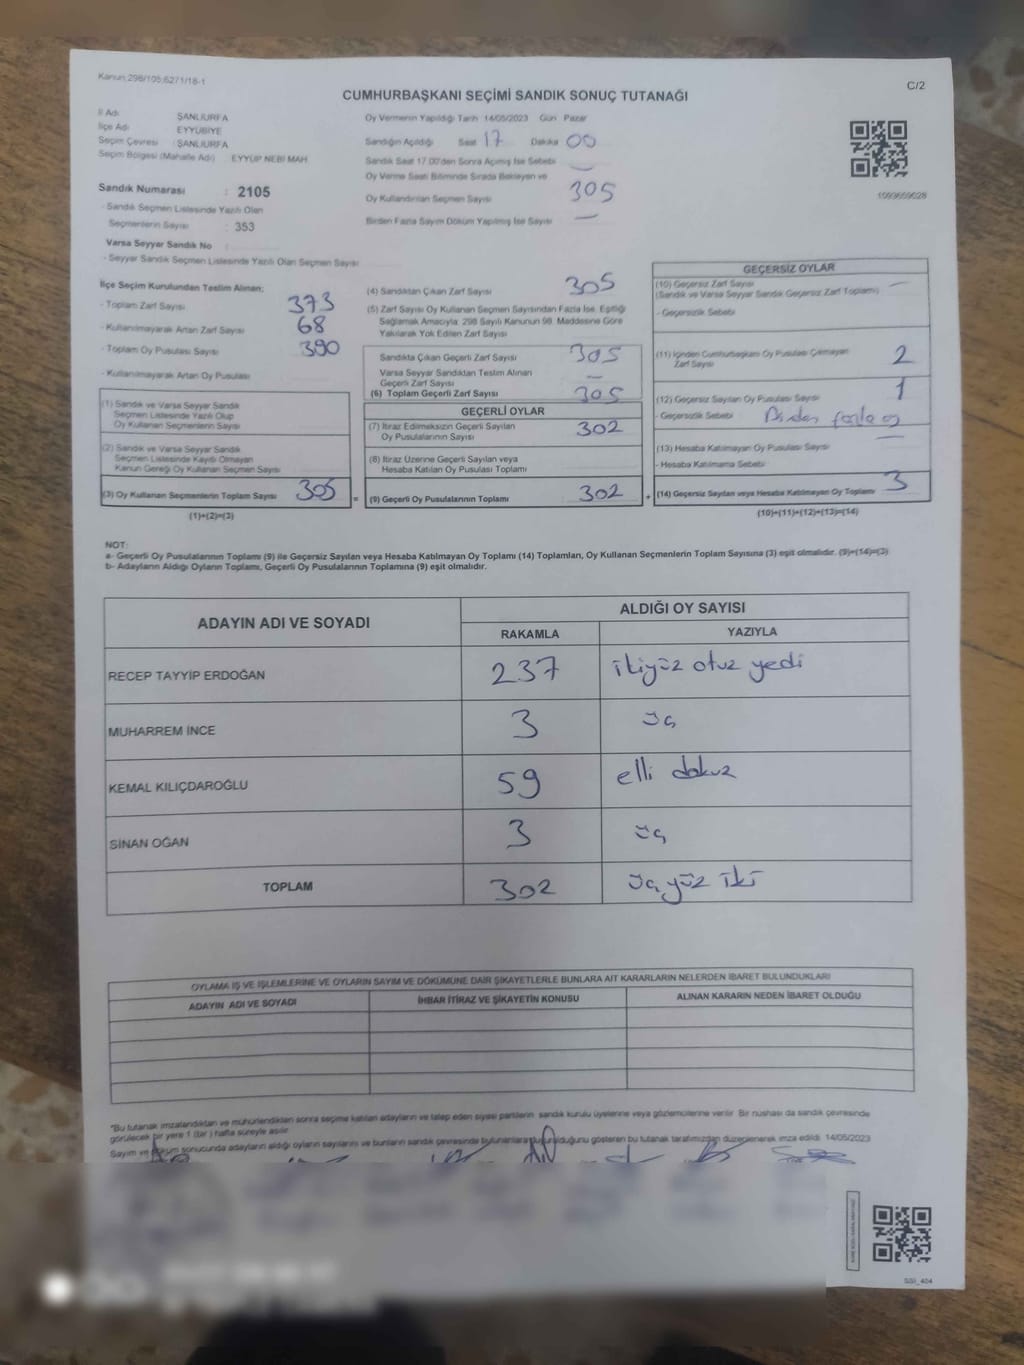 Kanun:298/105;6271/18-1
C/2
CUMHURBAŞKANI SEÇİMİ SANDIK SONUÇ TUTANAĞI
İl Adı ŞANLIURFA
İlçe Adı EYYÜBİYE
Seçim Çevresi : ŞANLIURFA
Seçim Bölgesi (Mahalle Adı) : EYYÜP NEBİ MAH
Sandık Numarası : 2105
- Sandık Seçmen Listesinde Yazılı Olan
Seçmenlerin Sayısı : 353
Varsa Seyyar Sandık No :
- Seyyar Sandık Seçmen Listesinde Yazılı Olan Seçmen Sayısı
Oy Vermenin Yapıldığı Tarih 14/05/2023 Gün Pazar
Sandığın Açıldığı Saat 17 Dakika 00
Sandık Saat 17.00'den Sonra Açılmış İse Sebebi —
Oy Verme Saati Bitiminde Sırada Bekleyen ve
Oy Kullandırılan Seçmen Sayısı 305
Birden Fazla Sayım Döküm Yapılmış İse Sayısı —
1093659028
İlçe Seçim Kurulundan Teslim Alınan;
- Toplam Zarf Sayısı 373
- Kullanılmayarak Artan Zarf Sayısı 68
- Toplam Oy Pusulası Sayısı 390
- Kullanılmayarak Artan Oy Pusulası
(1) Sandık ve Varsa Seyyar Sandık
Seçmen Listesinde Yazılı Olup
Oy Kullanan Seçmenlerin Sayısı
(2) Sandık ve Varsa Seyyar Sandık
Seçmen Listesinde Kayıtlı Olmayan
Kanun Gereği Oy Kullanan Seçmen Sayısı
(3) Oy Kullanan Seçmenlerin Toplam Sayısı 305 =
(1)+(2)=(3)
(4) Sandıktan Çıkan Zarf Sayısı 305
(5) Zarf Sayısı Oy Kullanan Seçmen Sayısından Fazla İse, Eşitliği
Sağlamak Amacıyla; 298 Sayılı Kanunun 98. Maddesine Göre
Yakılarak Yok Edilen Zarf Sayısı
Sandıkta Çıkan Geçerli Zarf Sayısı 305
Varsa Seyyar Sandıktan Teslim Alınan
Geçerli Zarf Sayısı —
(6) Toplam Geçerli Zarf Sayısı 305
GEÇERLİ OYLAR
(7) İtiraz Edilmeksizin Geçerli Sayılan
Oy Pusulalarının Sayısı 302
(8) İtiraz Üzerine Geçerli Sayılan veya
Hesaba Katılan Oy Pusulası Toplamı
(9) Geçerli Oy Pusulalarının Toplamı 302 +
GEÇERSİZ OYLAR
(10) Geçersiz Zarf Sayısı —
(Sandık ve Varsa Seyyar Sandık Geçersiz Zarf Toplamı)
- Geçersizlik Sebebi
(11) İçinden Cumhurbaşkanı Oy Pusulası Çıkmayan
Zarf Sayısı 2
(12) Geçersiz Sayılan Oy Pusulası Sayısı 1
- Geçersizlik Sebebi Birden fazla oy
(13) Hesaba Katılmayan Oy Pusulası Sayısı —
- Hesaba Katılmama Sebebi
(14) Geçersiz Sayılan veya Hesaba Katılmayan Oy Toplamı 3
(10)+(11)+(12)+(13)=(14)
NOT:
a- Geçerli Oy Pusulalarının Toplamı (9) ile Geçersiz Sayılan veya Hesaba Katılmayan Oy Toplamı (14) Toplamları, Oy Kullanan Seçmenlerin Toplam Sayısına (3) eşit olmalıdır. (9)+(14)=(3)
b- Adayların Aldığı Oyların Toplamı, Geçerli Oy Pusulalarının Toplamına (9) eşit olmalıdır.
ADAYIN ADI VE SOYADI
ALDIĞI OY SAYISI
RAKAMLA YAZIYLA
RECEP TAYYİP ERDOĞAN 237 ikiyüz otuz yedi
MUHARREM İNCE 3 üç
KEMAL KILIÇDAROĞLU 59 elli dokuz
SİNAN OĞAN 3 üç
TOPLAM 302 üç yüz iki
OYLAMA İŞ VE İŞLEMLERİNE VE OYLARIN SAYIM VE DÖKÜMÜNE DAİR ŞİKAYETLERLE BUNLARA AİT KARARLARIN NELERDEN İBARET BULUNDUKLARI
ADAYIN ADI VE SOYADI İHBAR İTİRAZ VE ŞİKAYETİN KONUSU ALINAN KARARIN NEDEN İBARET OLDUĞU
*Bu tutanak imzalandıktan ve mühürlendikten sonra seçime katılan adayların ve talep eden siyasi partilerin sandık kurulu üyelerine veya gözlemcilerine verilir. Bir nüshası da sandık çevresinde
görülecek bir yere 1 (bir) hafta süreyle asılır.
Sayım ve döküm sonucunda adayların aldığı oyların sayılarını ve bunların sandık çevresinde bulunanlara duyurulduğunu gösteren bu tutanak tarafımızdan düzenlenerek imza edildi. 14/05/2023
SSI_404